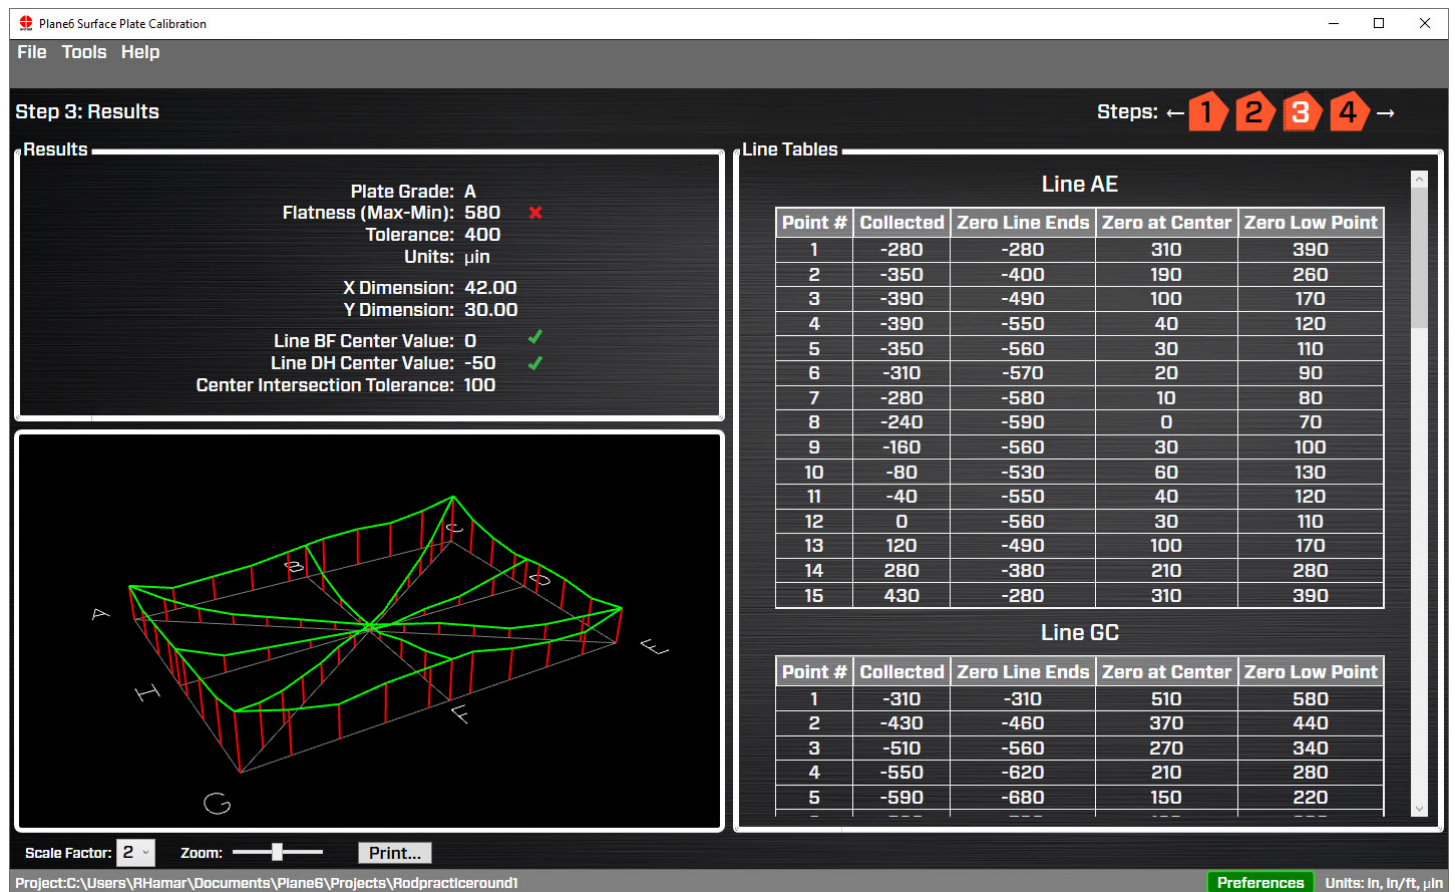 Plane6 Surface Plate Calibration
File Tools Help
Step 3: Results
Steps: ← 1 2 3 4 →
Results
Plate Grade: A
Flatness (Max-Min): 580
Tolerance: 400
Units: µin
X Dimension: 42.00
Y Dimension: 30.00
Line BF Center Value: 0
Line DH Center Value: -50
Center Intersection Tolerance: 100
A
B
C
D
E
F
G
H
Line Tables
Line AE
Point # Collected Zero Line Ends Zero at Center Zero Low Point
1 -280 -280 310 390
2 -350 -400 190 260
3 -390 -490 100 170
4 -390 -550 40 120
5 -350 -560 30 110
6 -310 -570 20 90
7 -280 -580 10 80
8 -240 -590 0 70
9 -160 -560 30 100
10 -80 -530 60 130
11 -40 -550 40 120
12 0 -560 30 110
13 120 -490 100 170
14 280 -380 210 280
15 430 -280 310 390
Line GC
Point # Collected Zero Line Ends Zero at Center Zero Low Point
1 -310 -310 510 580
2 -430 -460 370 440
3 -510 -560 270 340
4 -550 -620 210 280
5 -590 -680 150 220
Scale Factor: 2 Zoom: Print...
Project:C:\Users\RHamar\Documents\Plane6\Projects\Rodpracticeround1
Preferences Units: in, in/ft, µin